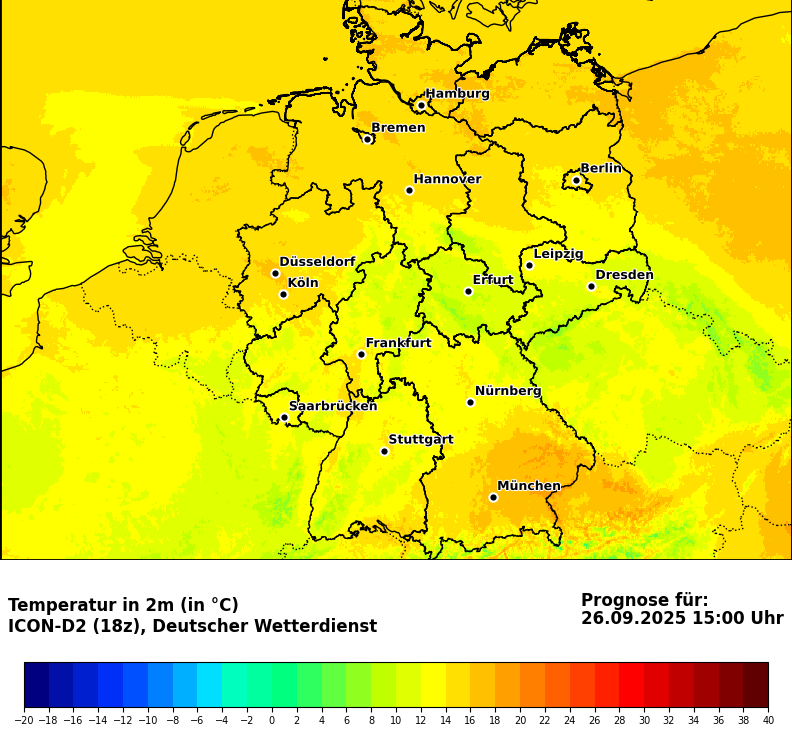 Hamburg
Bremen
Berlin
Hannover
Leipzig
Düsseldorf
Dresden
Köln
Erfurt
Frankfurt
Nürnberg
Saarbrücken
Stuttgart
München
Temperatur in 2m (in °C)
ICON-D2 (18z), Deutscher Wetterdienst
Prognose für:
26.09.2025 15:00 Uhr
−20 −18 −16 −14 −12 −10 −8 −6 −4 −2 0 2 4 6 8 10 12 14 16 18 20 22 24 26 28 30 32 34 36 38 40